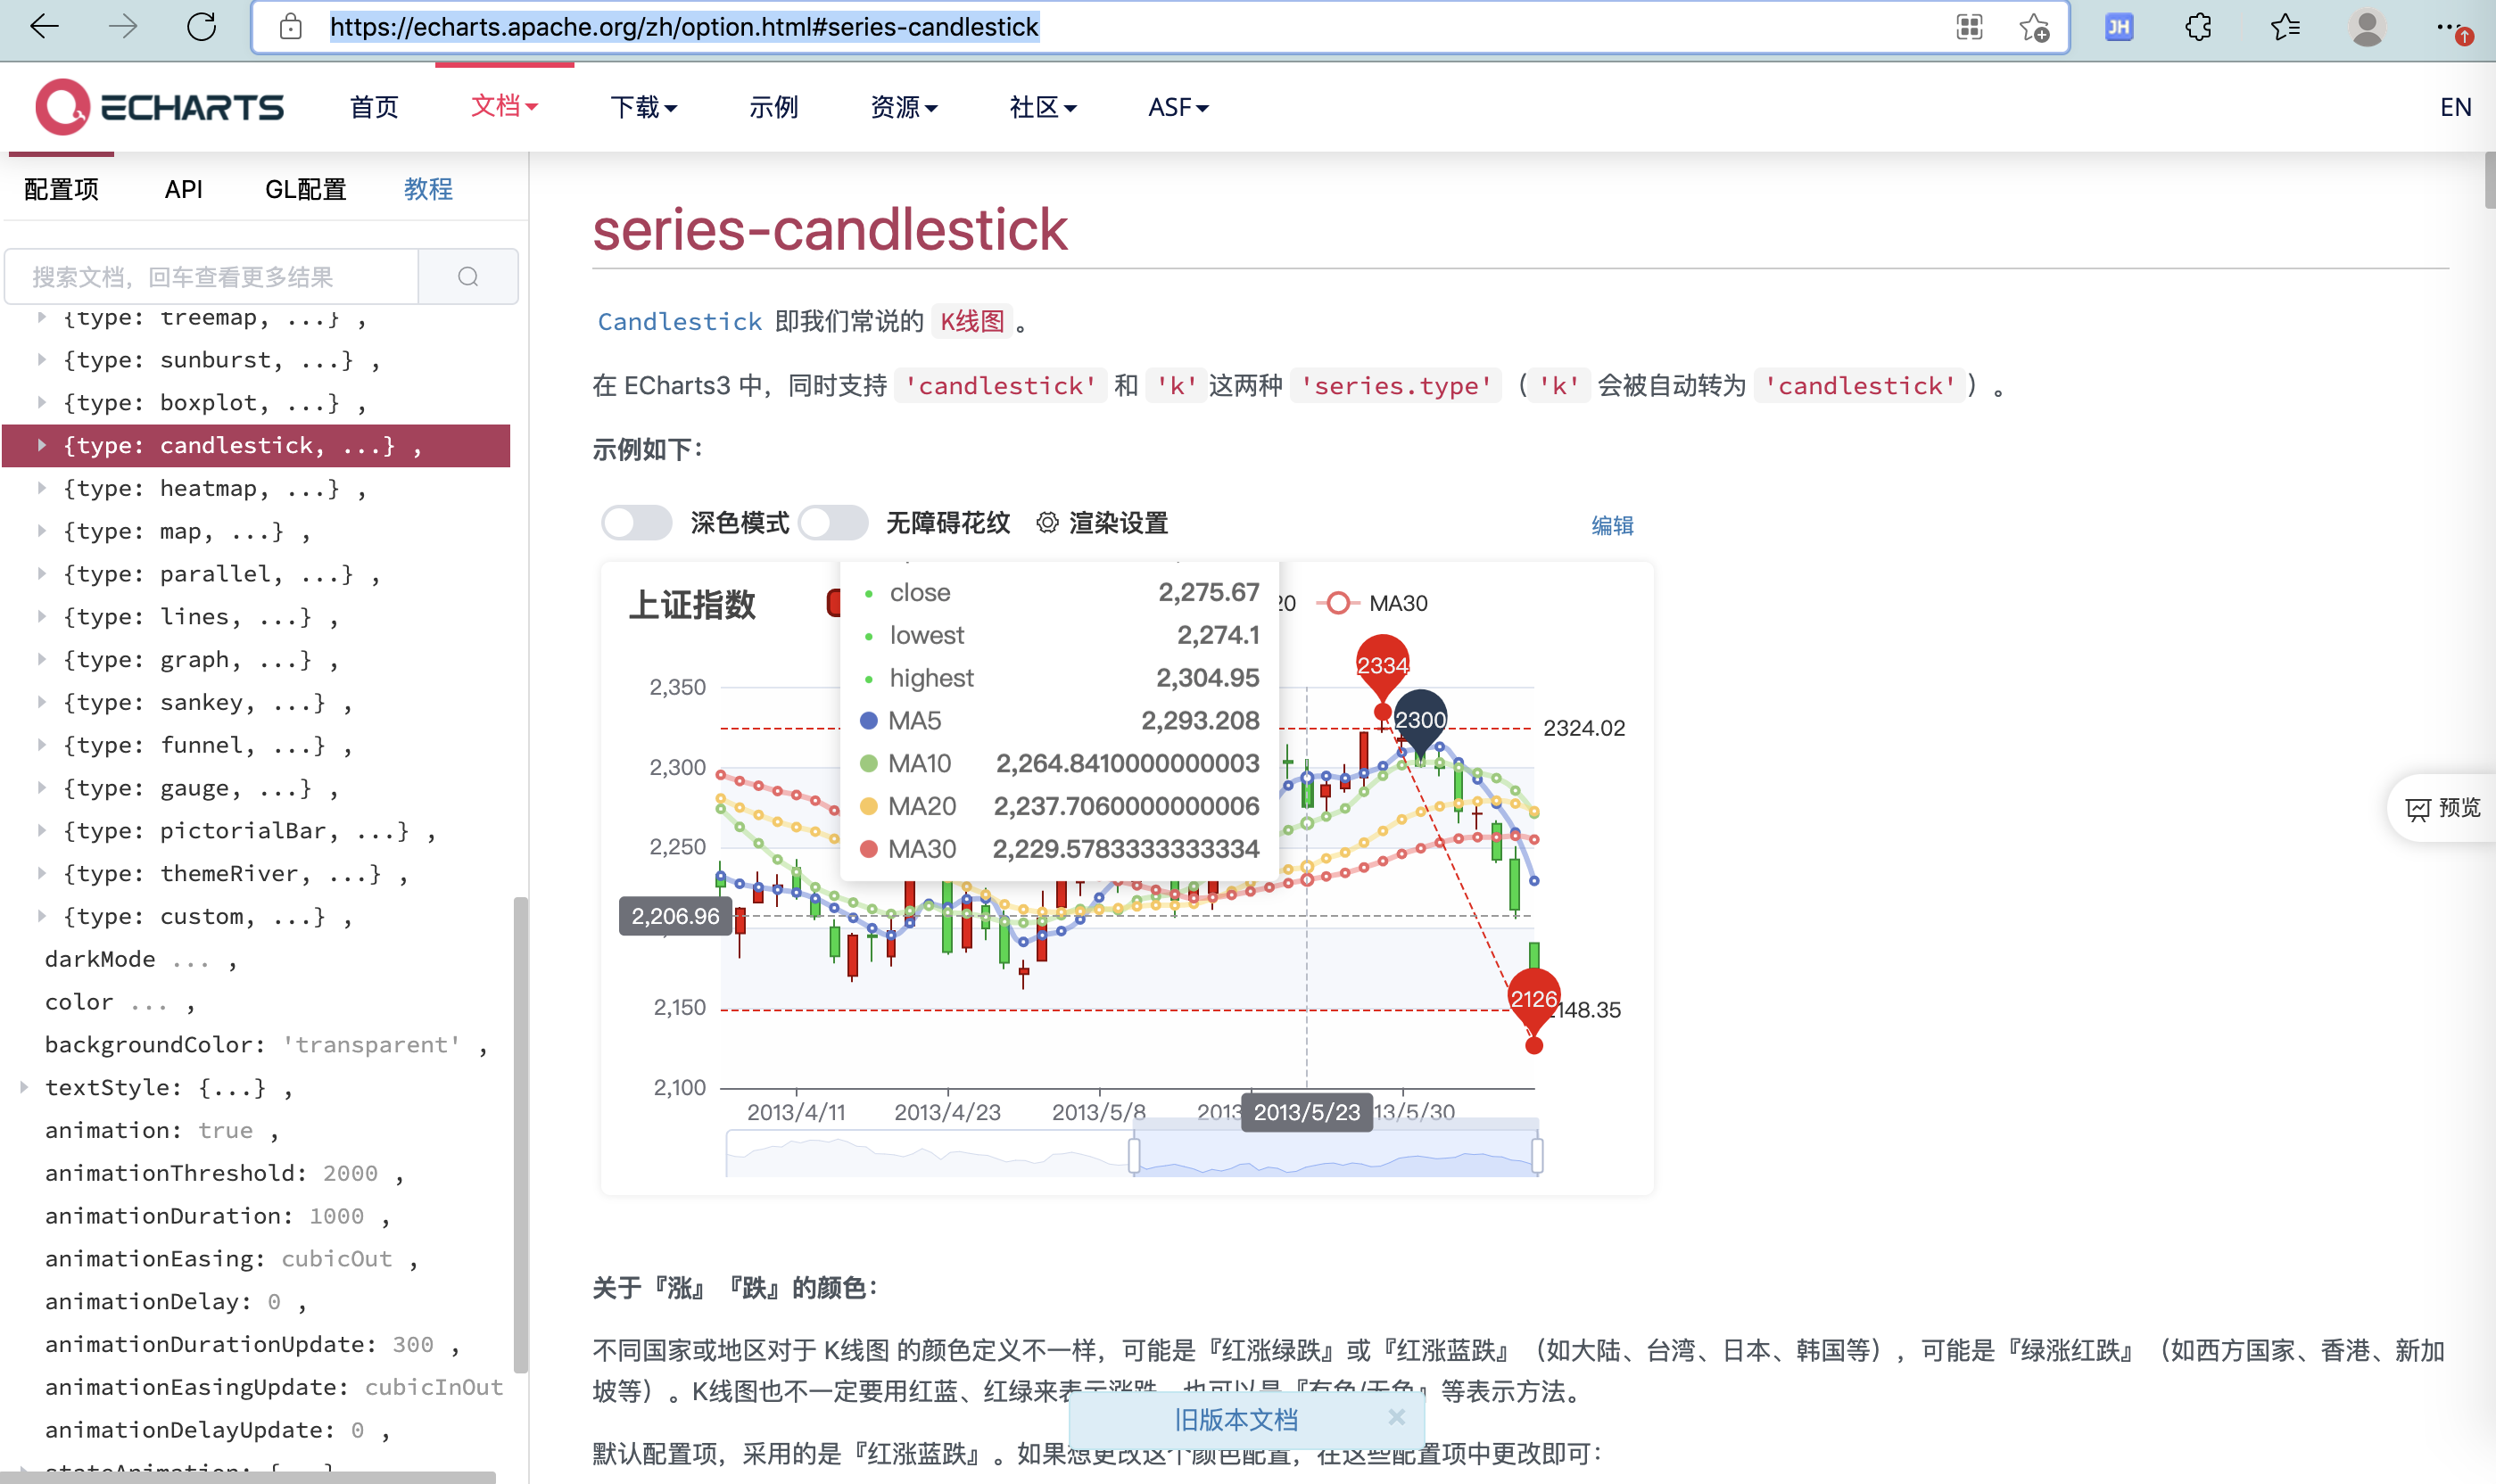 https://echarts.apache.org/zh/option.html#series-candlestick
JH
ECHARTS
首页
文档
下载
示例
资源
社区
ASF
EN
配置项
API
GL配置
教程
搜索文档，回车查看更多结果
{type: treemap, ...} ,
{type: sunburst, ...} ,
{type: boxplot, ...} ,
{type: candlestick, ...} ,
{type: heatmap, ...} ,
{type: map, ...} ,
{type: parallel, ...} ,
{type: lines, ...} ,
{type: graph, ...} ,
{type: sankey, ...} ,
{type: funnel, ...} ,
{type: gauge, ...} ,
{type: pictorialBar, ...} ,
{type: themeRiver, ...} ,
{type: custom, ...} ,
darkMode ... ,
color ... ,
backgroundColor: 'transparent' ,
textStyle: {...} ,
animation: true ,
animationThreshold: 2000 ,
animationDuration: 1000 ,
animationEasing: cubicOut ,
animationDelay: 0 ,
animationDurationUpdate: 300 ,
animationEasingUpdate: cubicInOut
animationDelayUpdate: 0 ,
series-candlestick
Candlestick 即我们常说的 K线图 。
在 ECharts3 中，同时支持 'candlestick' 和 'k' 这两种 'series.type' （ 'k' 会被自动转为 'candlestick' ）。
示例如下：
深色模式
无障碍花纹
渲染设置
编辑
上证指数
20
MA30
close 2,275.67
lowest 2,274.1
highest 2,304.95
MA5 2,293.208
MA10 2,264.8410000000003
MA20 2,237.7060000000006
MA30 2,229.5783333333334
2334
2300
2,350
2324.02
2,300
2,250
2,206.96
2126
148.35
2,150
2,100
2013/4/11
2013/4/23
2013/5/8
2013
2013/5/23
13/5/30
预览
关于『涨』『跌』的颜色：
不同国家或地区对于 K线图 的颜色定义不一样，可能是『红涨绿跌』或『红涨蓝跌』（如大陆、台湾、日本、韩国等），可能是『绿涨红跌』（如西方国家、香港、新加
坡等）。K线图也不一定要用红蓝、红绿来表示涨跌，也可以是『有色/无色』等表示方法。
旧版本文档
默认配置项，采用的是『红涨蓝跌』。如果想更改这个颜色配置，在这些配置项中更改即可：